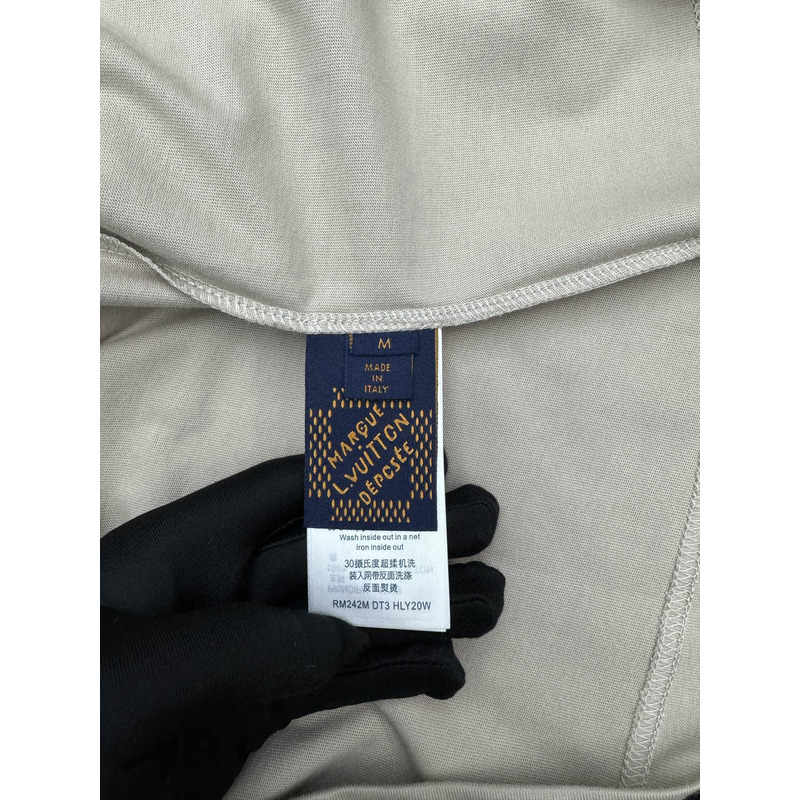 M
MADE
IN
ITALY
MARQUE
L.VUITTON
DÉPOSÉE
Wash inside out in a net
Iron inside out
30摄氏度超柔机洗
装入网带反面洗涤
反面熨烫
RM242M DT3 HLY20W